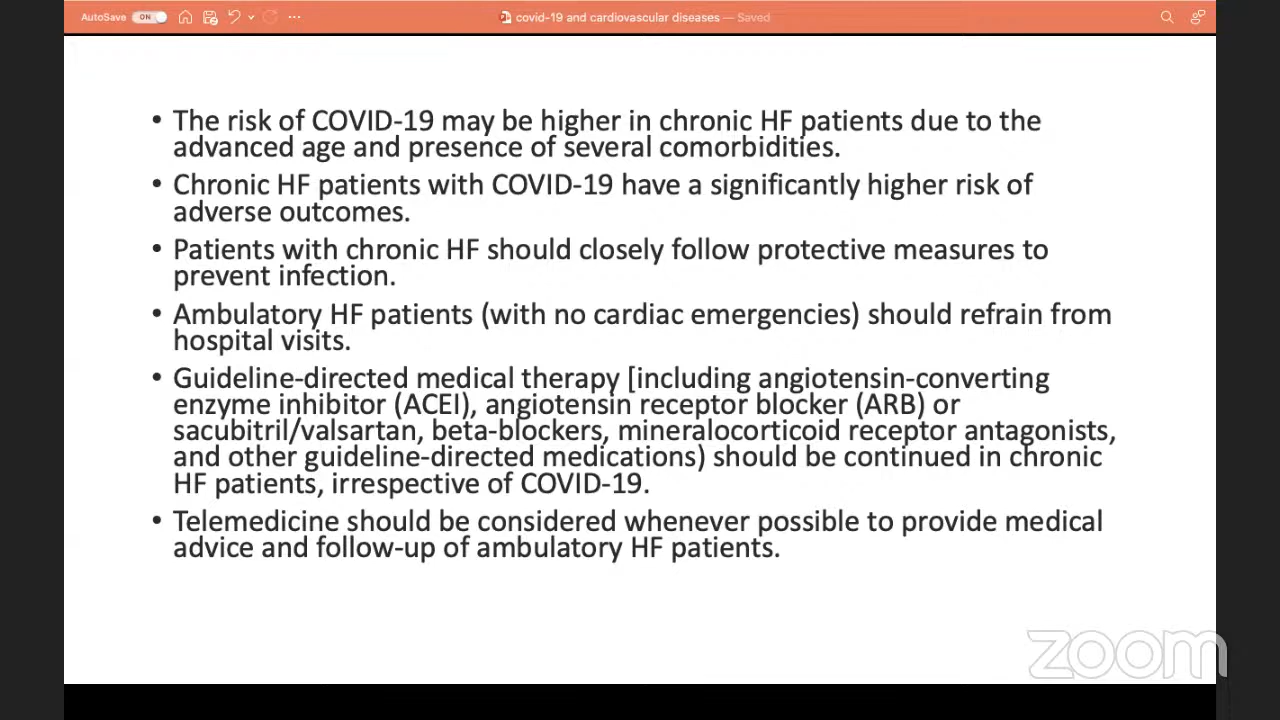 AutoSave ON
covid-19 and cardiovascular diseases — Saved
• The risk of COVID-19 may be higher in chronic HF patients due to the
advanced age and presence of several comorbidities.
• Chronic HF patients with COVID-19 have a significantly higher risk of
adverse outcomes.
• Patients with chronic HF should closely follow protective measures to
prevent infection.
• Ambulatory HF patients (with no cardiac emergencies) should refrain from
hospital visits.
• Guideline-directed medical therapy [including angiotensin-converting
enzyme inhibitor (ACEI), angiotensin receptor blocker (ARB) or
sacubitril/valsartan, beta-blockers, mineralocorticoid receptor antagonists,
and other guideline-directed medications) should be continued in chronic
HF patients, irrespective of COVID-19.
• Telemedicine should be considered whenever possible to provide medical
advice and follow-up of ambulatory HF patients.
zoom